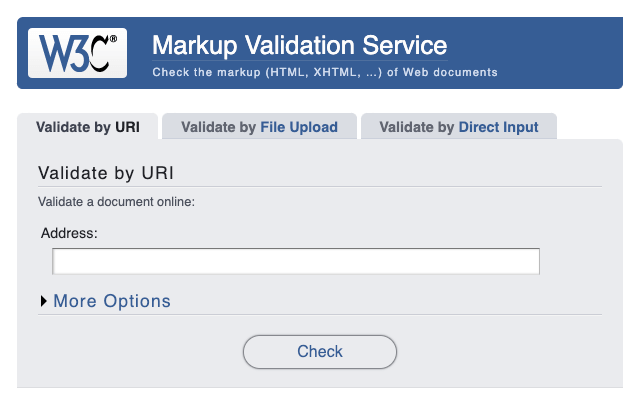 W3C®
Markup Validation Service
Check the markup (HTML, XHTML, …) of Web documents
Validate by URI
Validate by File Upload
Validate by Direct Input
Validate by URI
Validate a document online:
Address:
More Options
Check